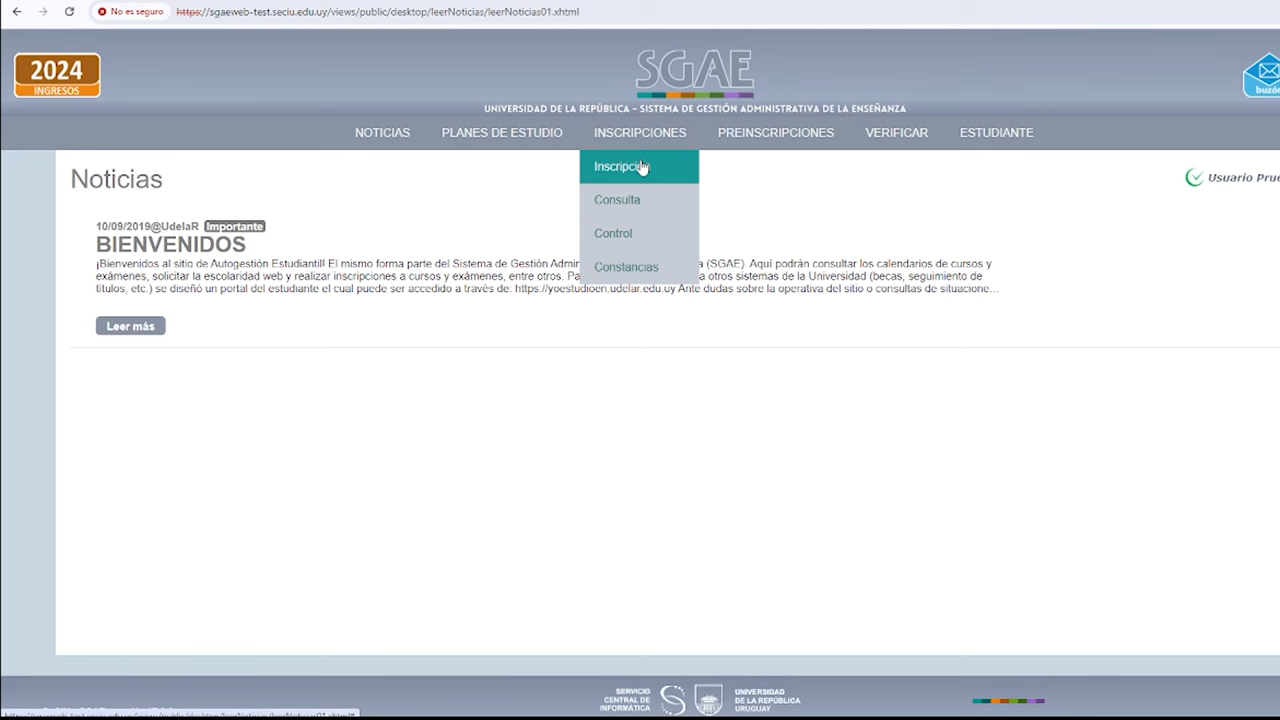 No es seguro https://sgaeweb-test.seciu.edu.uy/views/public/desktop/leerNoticias/leerNoticias01.xhtml
2024
INGRESOS
SGAE
buzón
UNIVERSIDAD DE LA REPÚBLICA - SISTEMA DE GESTIÓN ADMINISTRATIVA DE LA ENSEÑANZA
NOTICIAS PLANES DE ESTUDIO INSCRIPCIONES PREINSCRIPCIONES VERIFICAR ESTUDIANTE
Inscripción
Consulta
Control
Constancias
Noticias
Usuario Prue
10/09/2019@UdelaR Importante
BIENVENIDOS
¡Bienvenidos al sitio de Autogestión Estudiantil! El mismo forma parte del Sistema de Gestión Admin a (SGAE). Aquí podrán consultar los calendarios de cursos y
exámenes, solicitar la escolaridad web y realizar inscripciones a cursos y exámenes, entre otros. Pa a otros sistemas de la Universidad (becas, seguimiento de
títulos, etc.) se diseñó un portal del estudiante el cual puede ser accedido a través de: https://yoestudioen.udelar.edu.uy Ante dudas sobre la operativa del sitio o consultas de situacione...
Leer más
SERVICIO
CENTRAL DE
INFORMÁTICA
UNIVERSIDAD
DE LA REPÚBLICA
URUGUAY